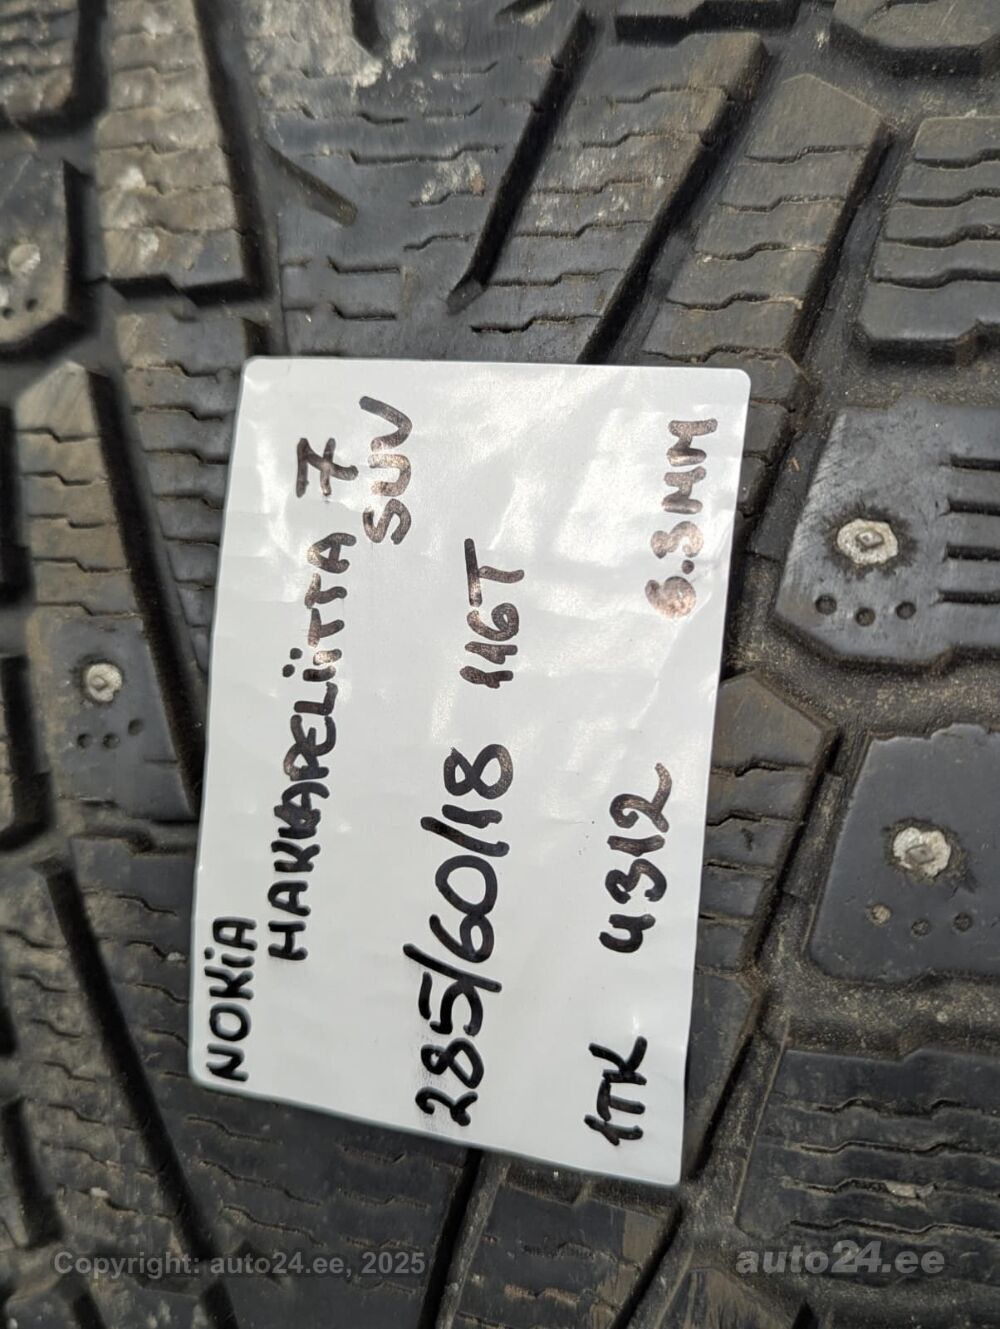 NOKIA
HAKKAPELIITTA 7
SUV
285/60/18 116T
1TK 4312 6.3MM
Copyright: auto24.ee, 2025
auto24.ee